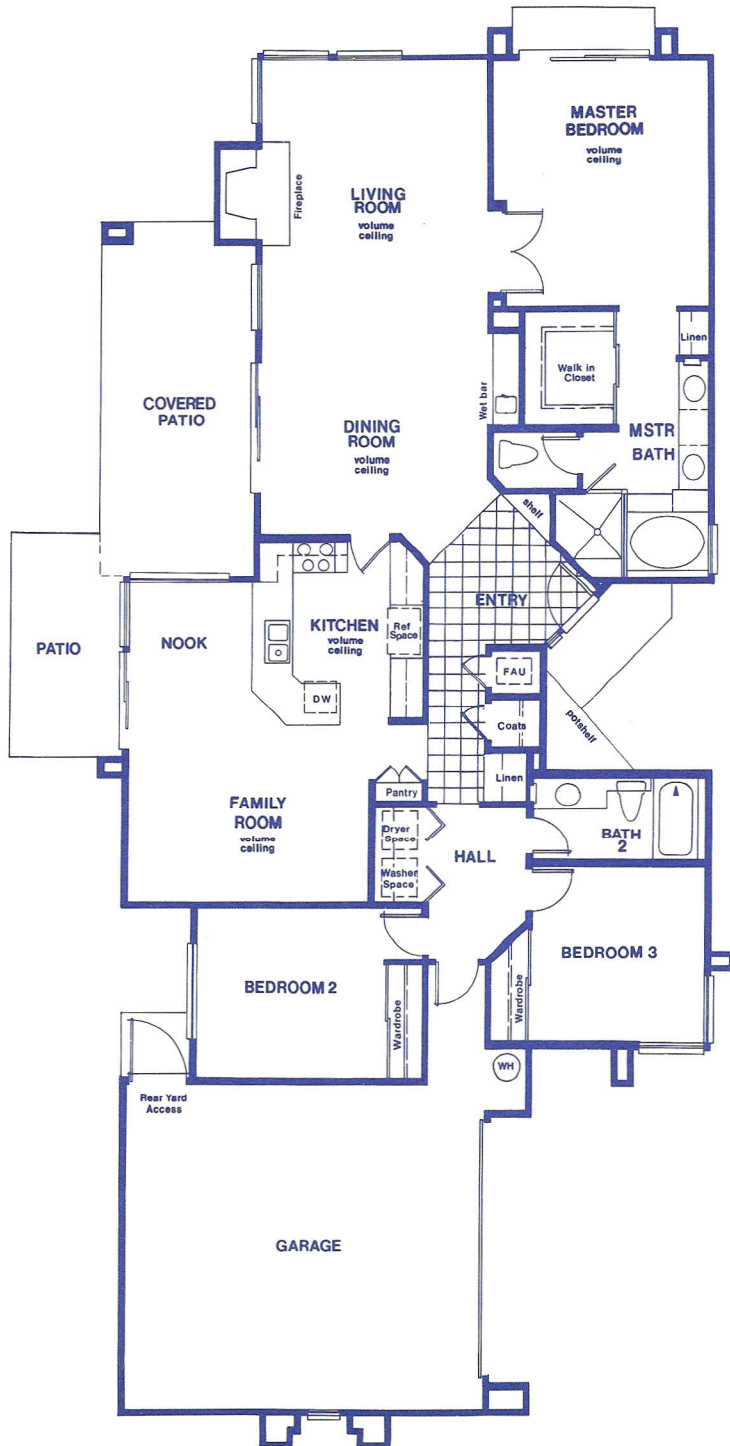 MASTER
BEDROOM
volume
ceiling
LIVING
ROOM
volume
ceiling
Fireplace
Linen
Walk in
Closet
Wet bar
COVERED
PATIO
DINING
ROOM
volume
ceiling
MSTR
BATH
shelf
ENTRY
KITCHEN
volume
ceiling
Ref
Space
NOOK
PATIO
FAU
DW
Coats
potshelf
Linen
Pantry
FAMILY
ROOM
volume
ceiling
Dryer
Space
Washer
Space
HALL
BATH
2
BEDROOM 3
BEDROOM 2
Wardrobe
Wardrobe
WH
Rear Yard
Access
GARAGE